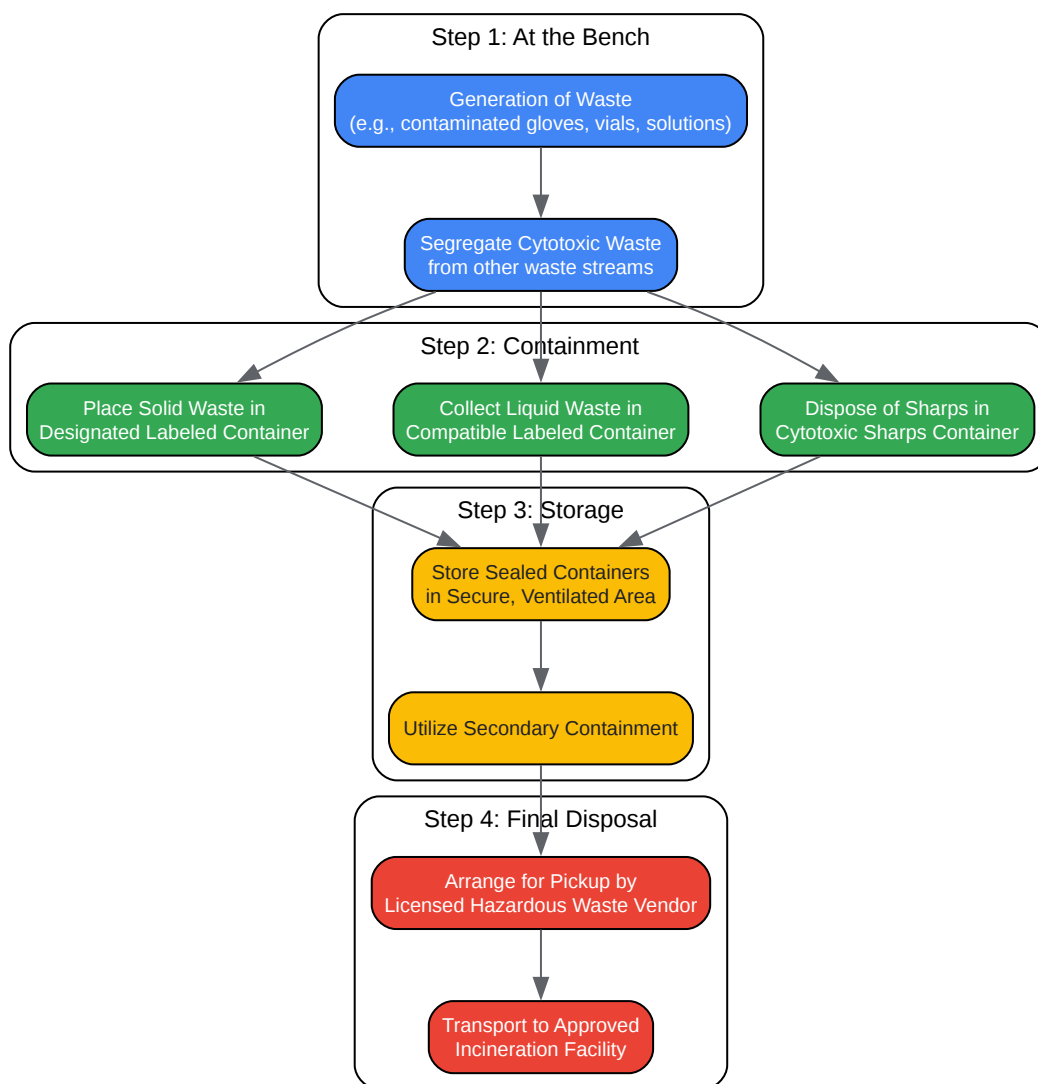 Step 1: At the Bench
Generation of Waste
(e.g., contaminated gloves, vials, solutions)
Segregate Cytotoxic Waste
from other waste streams
Step 2: Containment
Place Solid Waste in
Designated Labeled Container
Collect Liquid Waste in
Compatible Labeled Container
Dispose of Sharps in
Cytotoxic Sharps Container
Step 3: Storage
Store Sealed Containers
in Secure, Ventilated Area
Utilize Secondary Containment
Step 4: Final Disposal
Arrange for Pickup by
Licensed Hazardous Waste Vendor
Transport to Approved
Incineration Facility